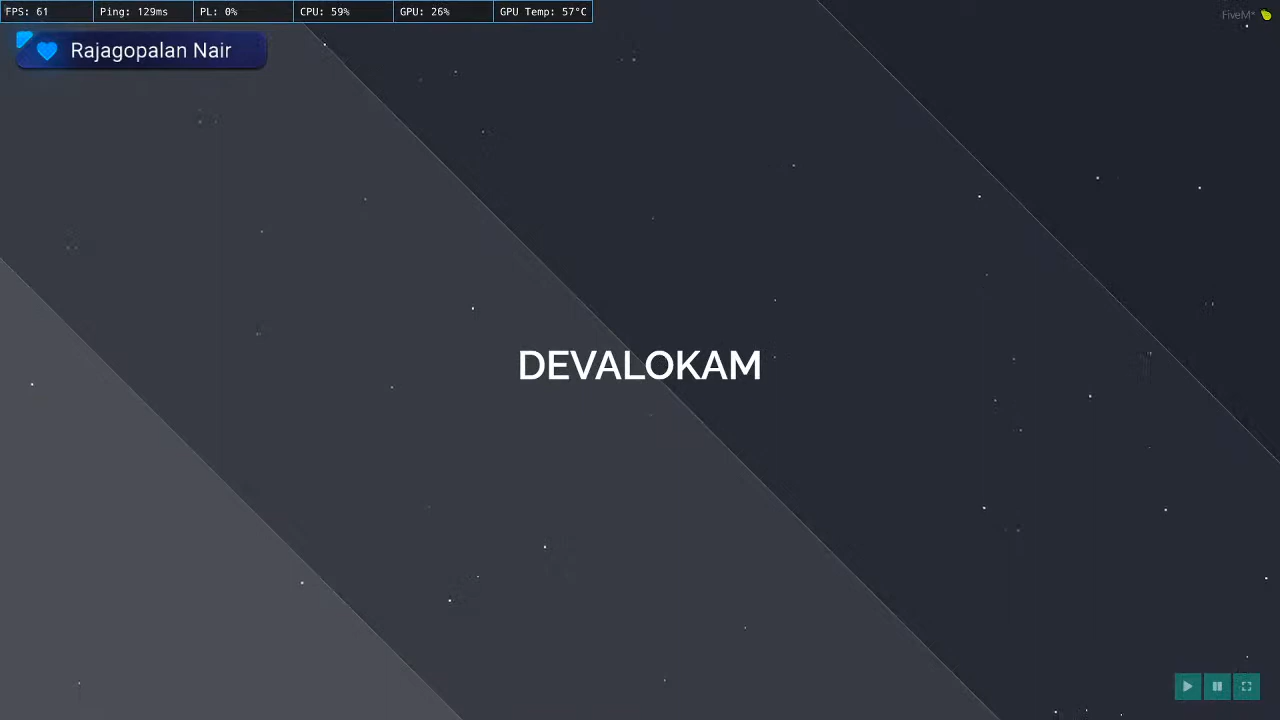 FPS: 61 Ping: 129ms PL: 0% CPU: 59% GPU: 26% GPU Temp: 57°C
FiveM*
Rajagopalan Nair
DEVALOKAM